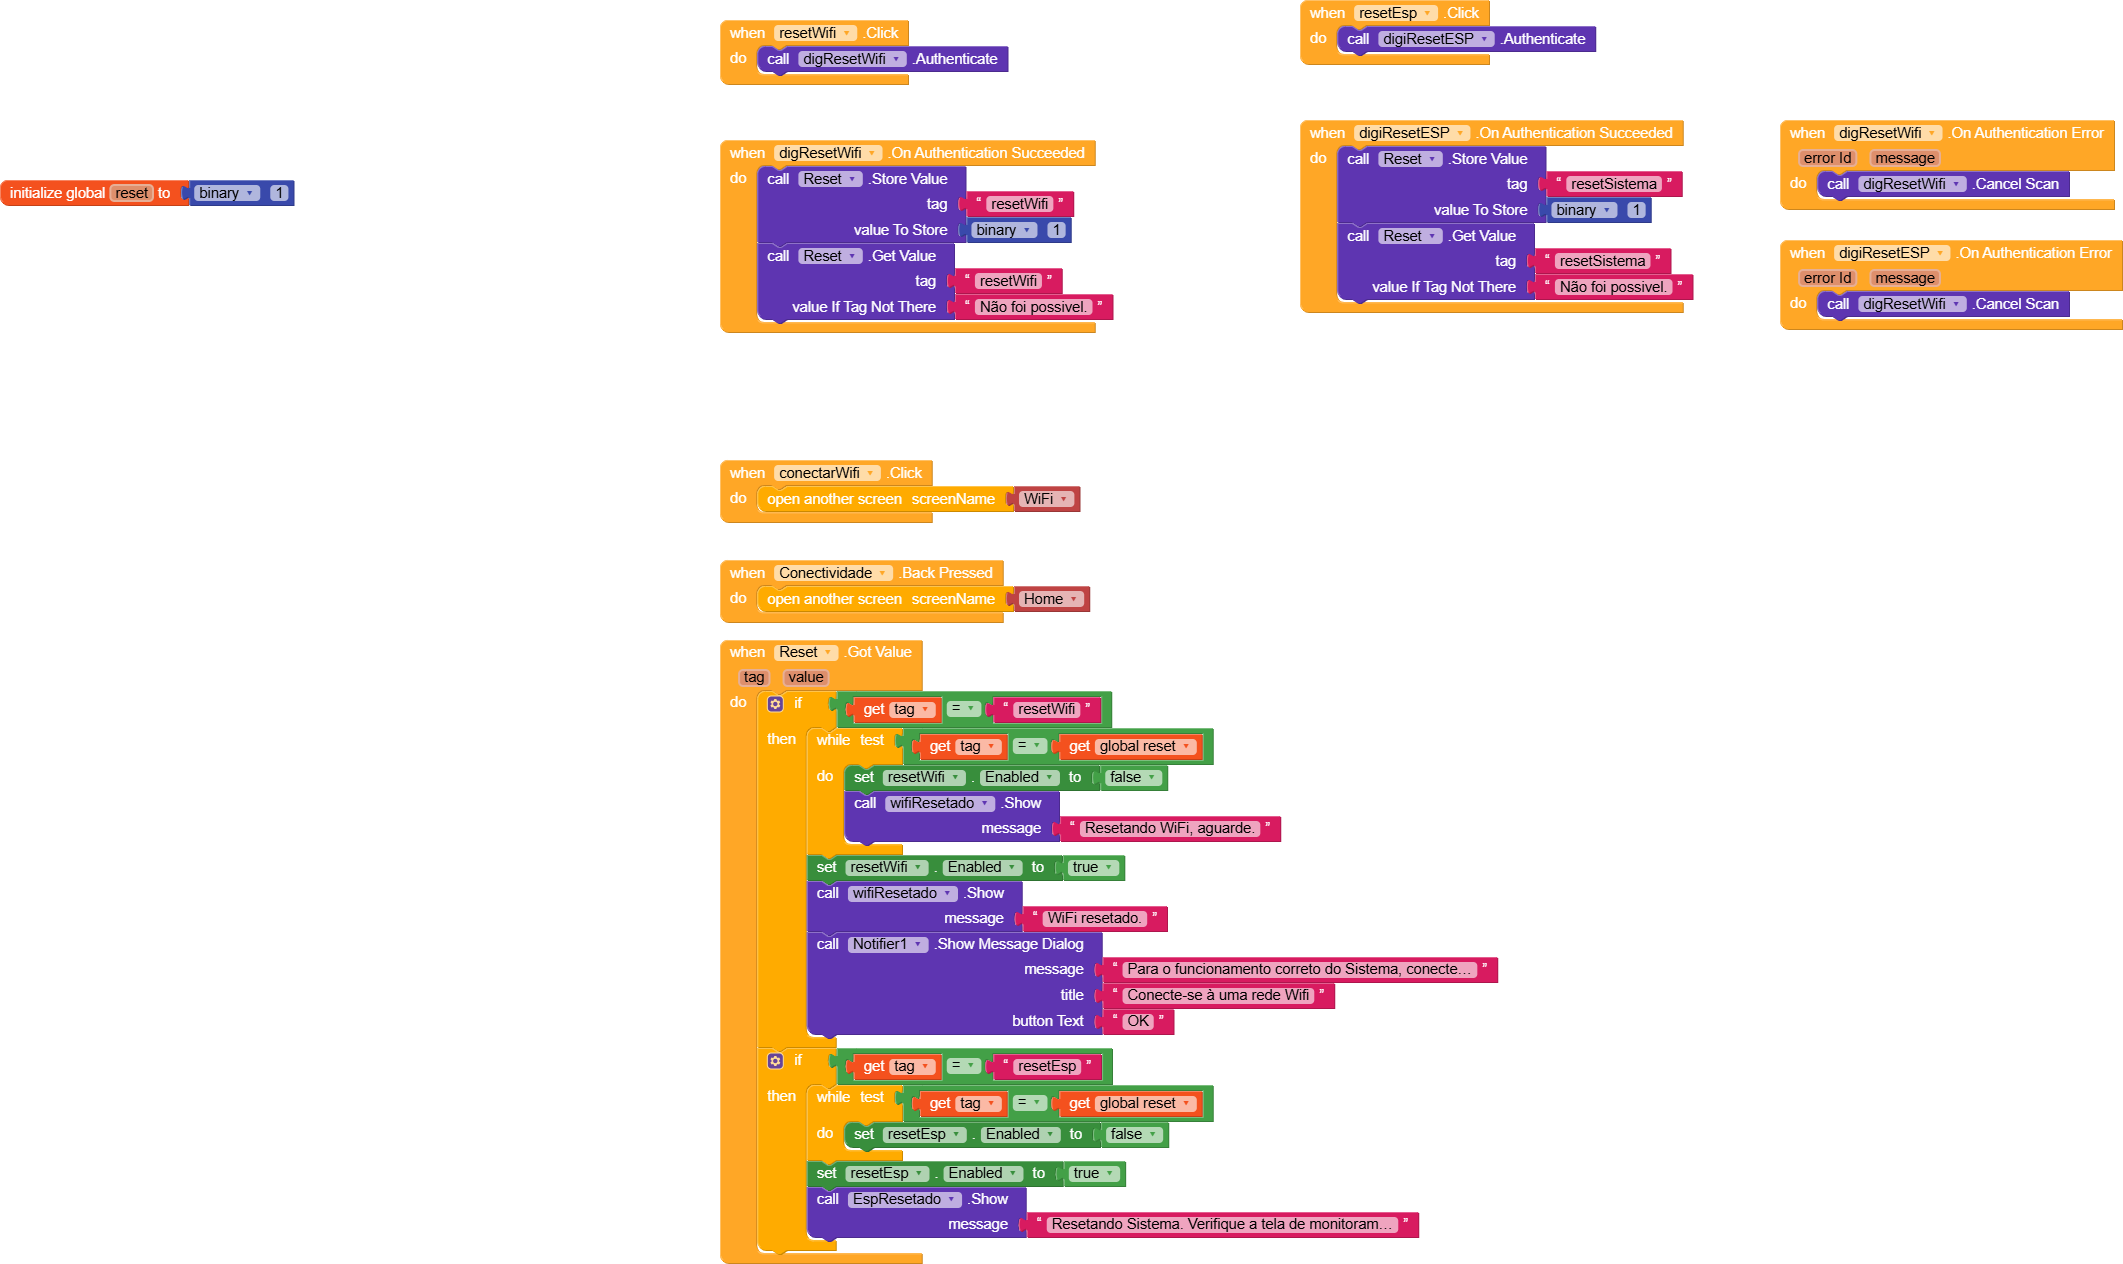 initialize global reset to binary 1
when resetWifi .Click
do call digResetWifi .Authenticate
when digResetWifi .On Authentication Succeeded
do call Reset .Store Value
tag “ resetWifi ”
value To Store binary 1
call Reset .Get Value
tag “ resetWifi ”
value If Tag Not There “ Não foi possivel. ”
when resetEsp .Click
do call digiResetESP .Authenticate
when digiResetESP .On Authentication Succeeded
do call Reset .Store Value
tag “ resetSistema ”
value To Store binary 1
call Reset .Get Value
tag “ resetSistema ”
value If Tag Not There “ Não foi possivel. ”
when digResetWifi .On Authentication Error
error Id message
do call digResetWifi .Cancel Scan
when digiResetESP .On Authentication Error
error Id message
do call digResetWifi .Cancel Scan
when conectarWifi .Click
do open another screen screenName WiFi
when Conectividade .Back Pressed
do open another screen screenName Home
when Reset .Got Value
tag value
do if get tag = “ resetWifi ”
then while test get tag = get global reset
do set resetWifi . Enabled to false
call wifiResetado .Show
message “ Resetando WiFi, aguarde. ”
set resetWifi . Enabled to true
call wifiResetado .Show
message “ WiFi resetado. ”
call Notifier1 .Show Message Dialog
message “ Para o funcionamento correto do Sistema, conecte... ”
title “ Conecte-se à uma rede Wifi ”
button Text “ OK ”
if get tag = “ resetEsp ”
then while test get tag = get global reset
do set resetEsp . Enabled to false
set resetEsp . Enabled to true
call EspResetado .Show
message “ Resetando Sistema. Verifique a tela de monitoram... ”